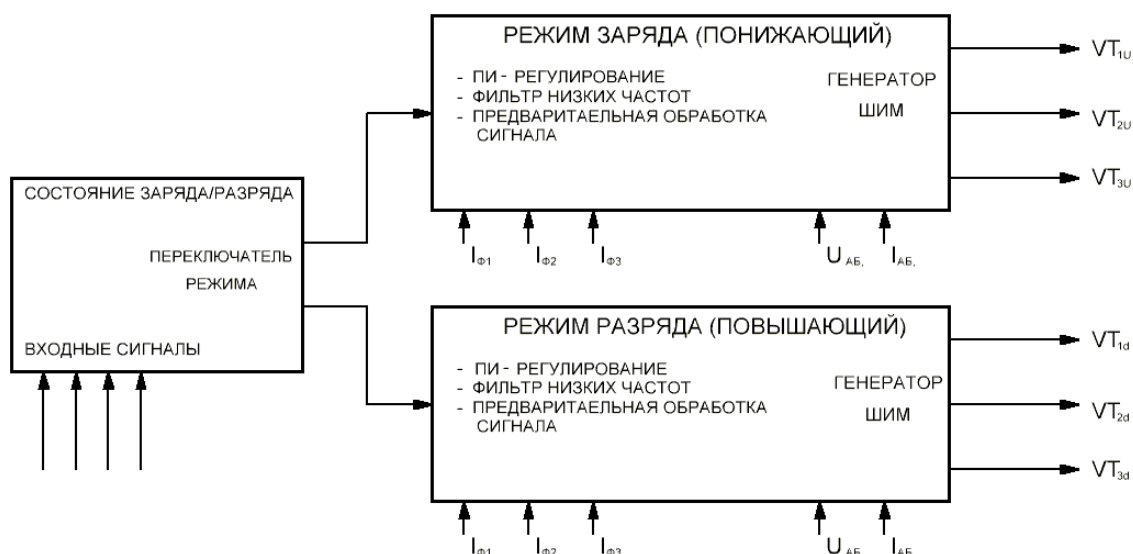 РЕЖИМ ЗАРЯДА (ПОНИЖАЮЩИЙ)
- ПИ - РЕГУЛИРОВАНИЕ
- ФИЛЬТР НИЗКИХ ЧАСТОТ
- ПРЕДВАРИТАЕЛЬНАЯ ОБРАБОТКА
СИГНАЛА
ГЕНЕРАТОР
ШИМ
VT1U
VT2U
VT3U
IФ1
IФ2
IФ3
U АБ,
IАБ,
СОСТОЯНИЕ ЗАРЯДА/РАЗРЯДА
ПЕРЕКЛЮЧАТЕЛЬ
РЕЖИМА
ВХОДНЫЕ СИГНАЛЫ
РЕЖИМ РАЗРЯДА (ПОВЫШАЮЩИЙ)
- ПИ - РЕГУЛИРОВАНИЕ
- ФИЛЬТР НИЗКИХ ЧАСТОТ
- ПРЕДВАРИТАЕЛЬНАЯ ОБРАБОТКА
СИГНАЛА
ГЕНЕРАТОР
ШИМ
VT1d
VT2d
VT3d
IФ1
IФ2
IФ3
U АБ
IАБ